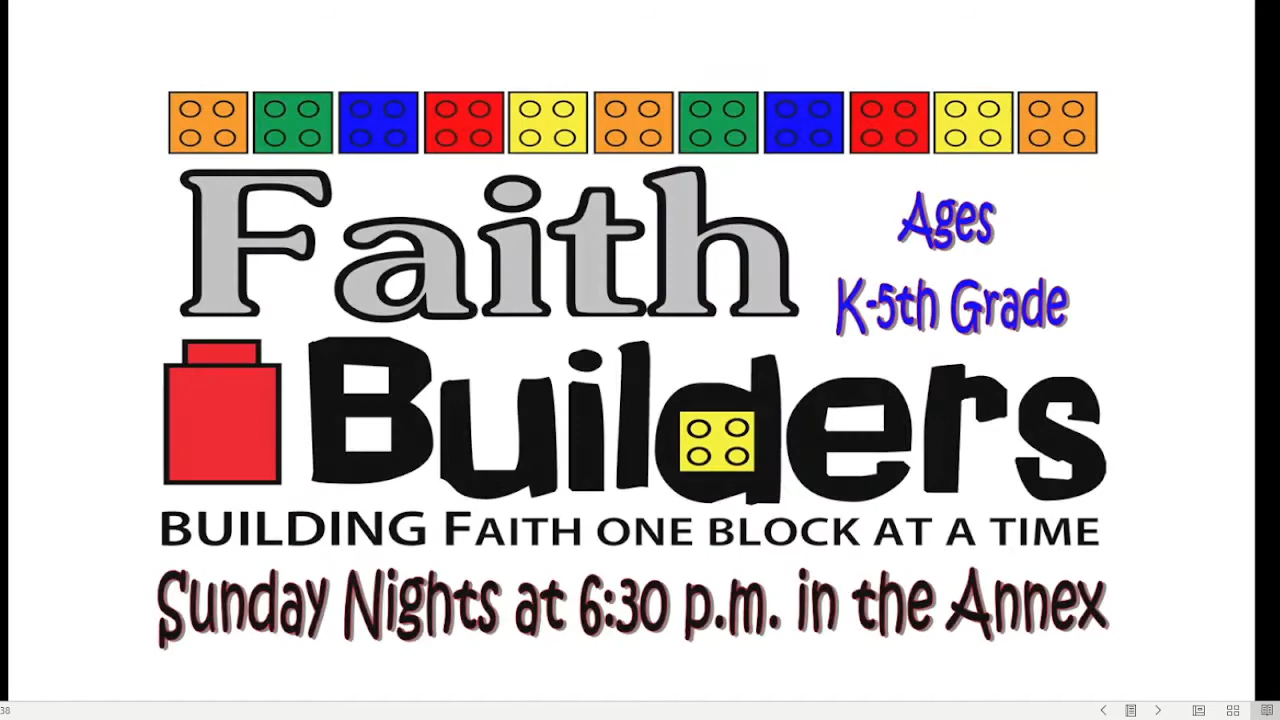 Faith
Ages
K-5th Grade
Builders
BUILDING FAITH ONE BLOCK AT A TIME
Sunday Nights at 6:30 p.m. in the Annex
38